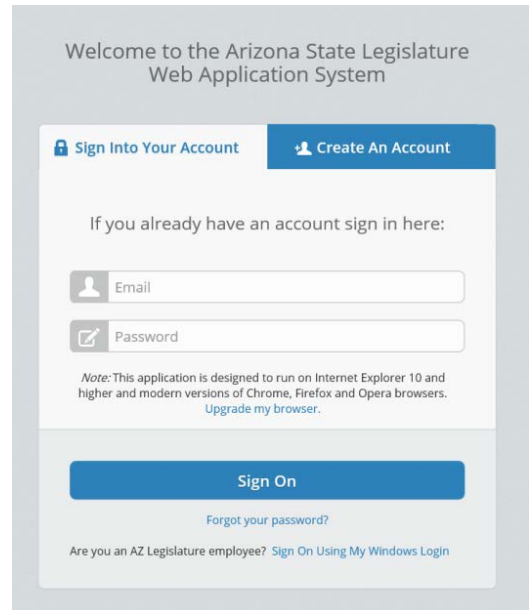 Welcome to the Arizona State Legislature
Web Application System
Sign Into Your Account
Create An Account
If you already have an account sign in here:
Email
Password
Note: This application is designed to run on Internet Explorer 10 and
higher and modern versions of Chrome, Firefox and Opera browsers.
Upgrade my browser.
Sign On
Forgot your password?
Are you an AZ Legislature employee? Sign On Using My Windows Login